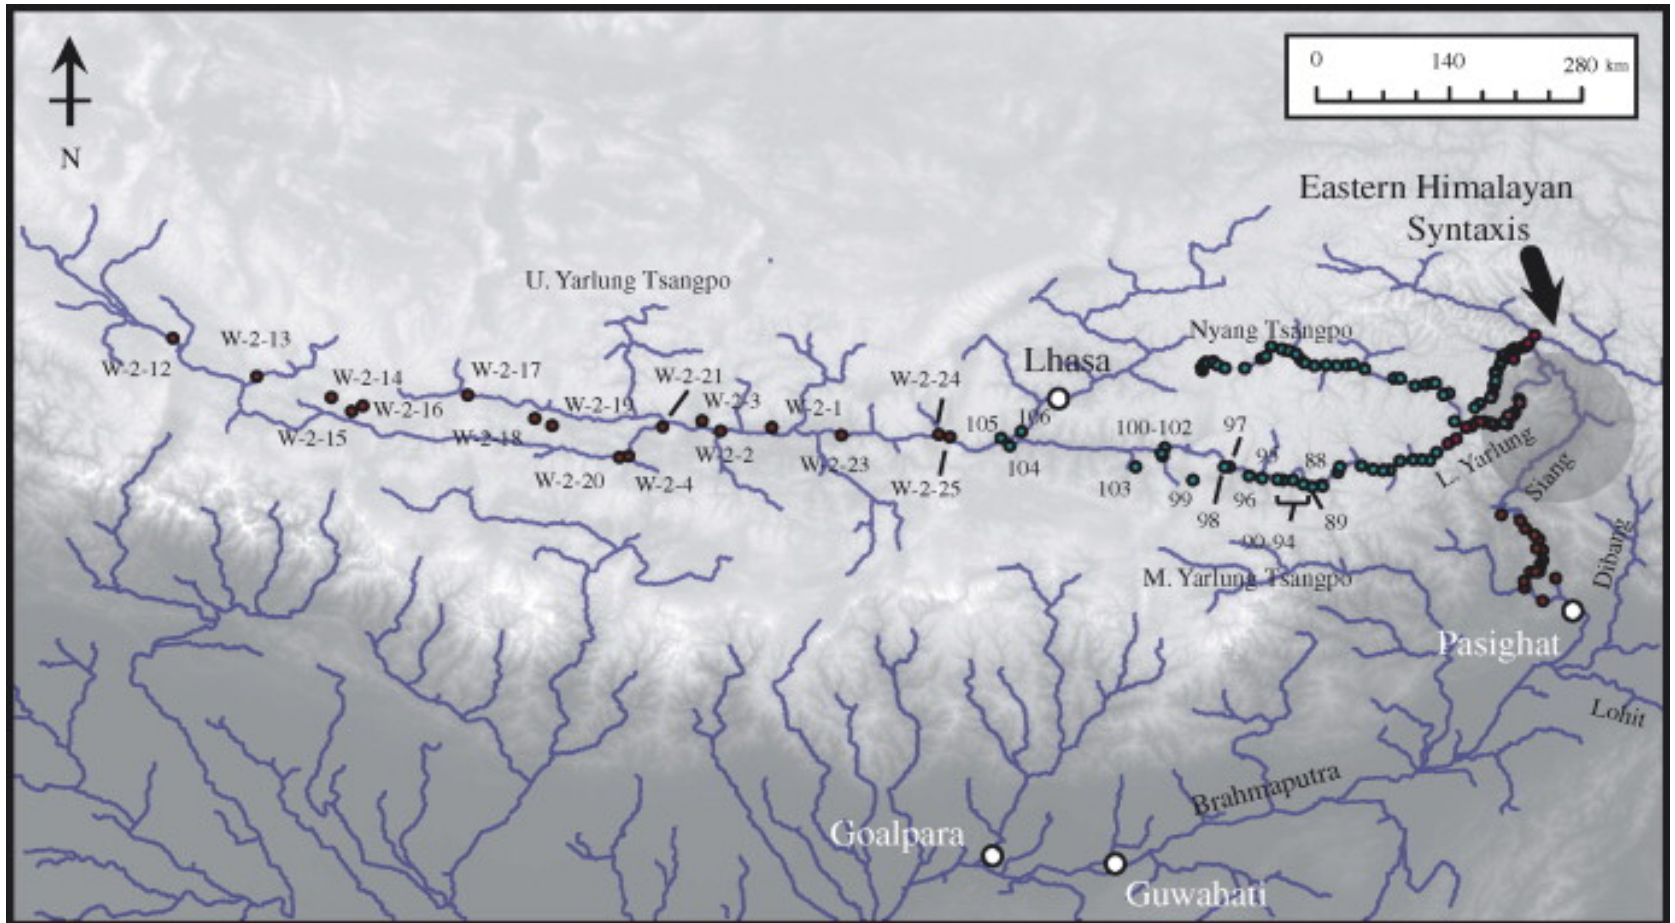 0 140 280 km
N
Eastern Himalayan
Syntaxis
U. Yarlung Tsangpo
Nyang Tsangpo
Lhasa
W-2-12
W-2-13
W-2-14
W-2-15
W-2-16
W-2-17
W-2-18
W-2-19
W-2-20
W-2-21
W-2-4
W-2-3
W-2-2
W-2-1
W-2-23
W-2-24
W-2-25
105
106
104
103
100-102
99
97
98
96
95
88
89
90-94
L. Yarlung
Siang
Dibang
M. Yarlung Tsangpo
Pasighat
Lohit
Brahmaputra
Goalpara
Guwahati